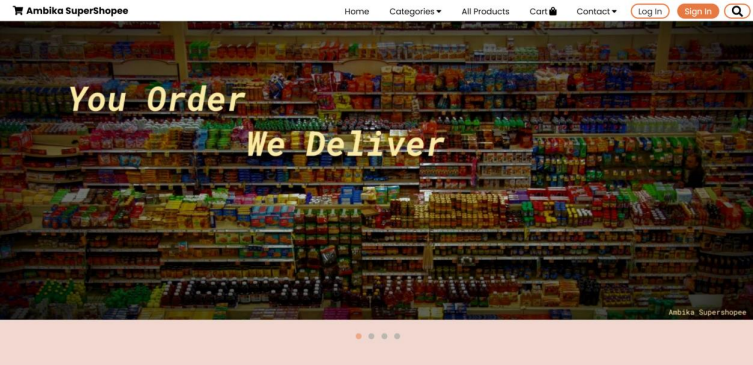 Ambika SuperShopee Home Categories All Products Cart Contact Log In Sign In
You Order
We Deliver
Ambika Supershopee